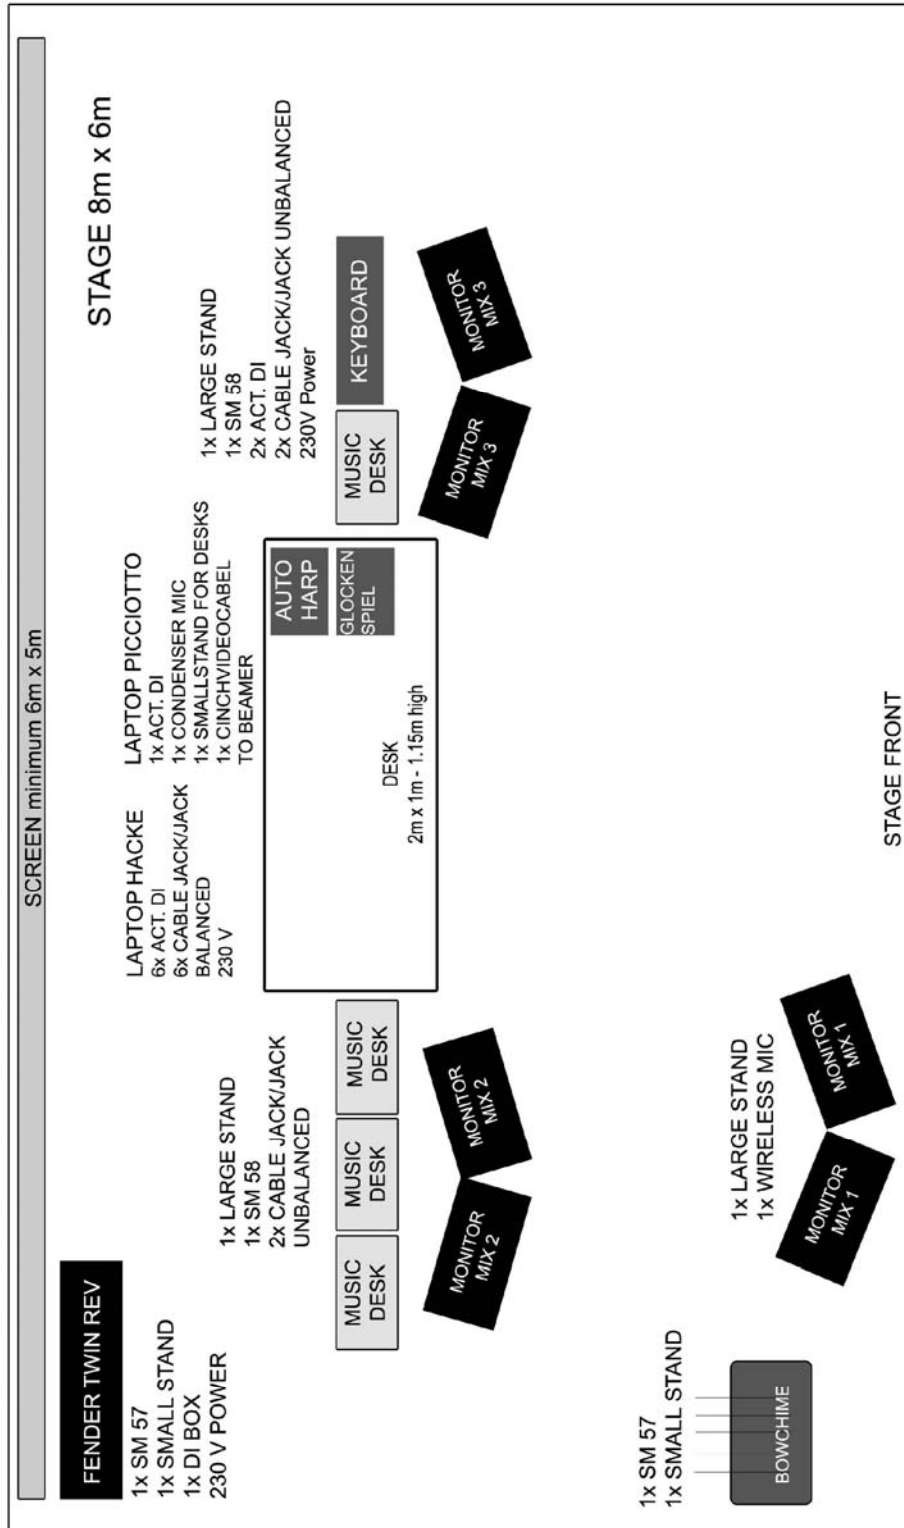 SCREEN minimum 6m x 5m
STAGE 8m x 6m
FENDER TWIN REV
1x SM 57
1x SMALL STAND
1x DI BOX
230 V POWER
LAPTOP HACKE
6x ACT. DI
6x CABLE JACK/JACK
BALANCED
230 V
LAPTOP PICCIOTTO
1x ACT. DI
1x CONDENSER MIC
1x SMALLSTAND FOR DESKS
1x CINCHVIDEOCABEL
TO BEAMER
1x LARGE STAND
1x SM 58
2x ACT. DI
2x CABLE JACK/JACK UNBALANCED
230V Power
1x LARGE STAND
1x SM 58
2x CABLE JACK/JACK
UNBALANCED
MUSIC
DESK
MUSIC
DESK
MUSIC
DESK
AUTO
HARP
GLOCKEN
SPIEL
DESK
2m x 1m - 1.15m high
MUSIC
DESK
KEYBOARD
MONITOR
MIX 2
MONITOR
MIX 2
MONITOR
MIX 3
MONITOR
MIX 3
1x SM 57
1x SMALL STAND
BOWCHIME
1x LARGE STAND
1x WIRELESS MIC
MONITOR
MIX 1
MONITOR
MIX 1
STAGE FRONT